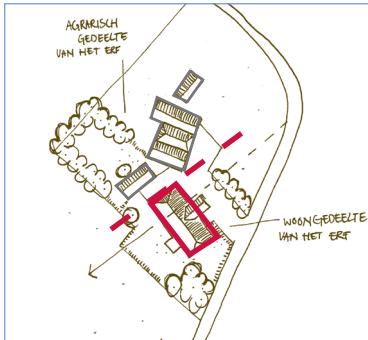 AGRARISCH
GEDEELTE
VAN HET ERF
WOONGEDEELTE
VAN HET ERF